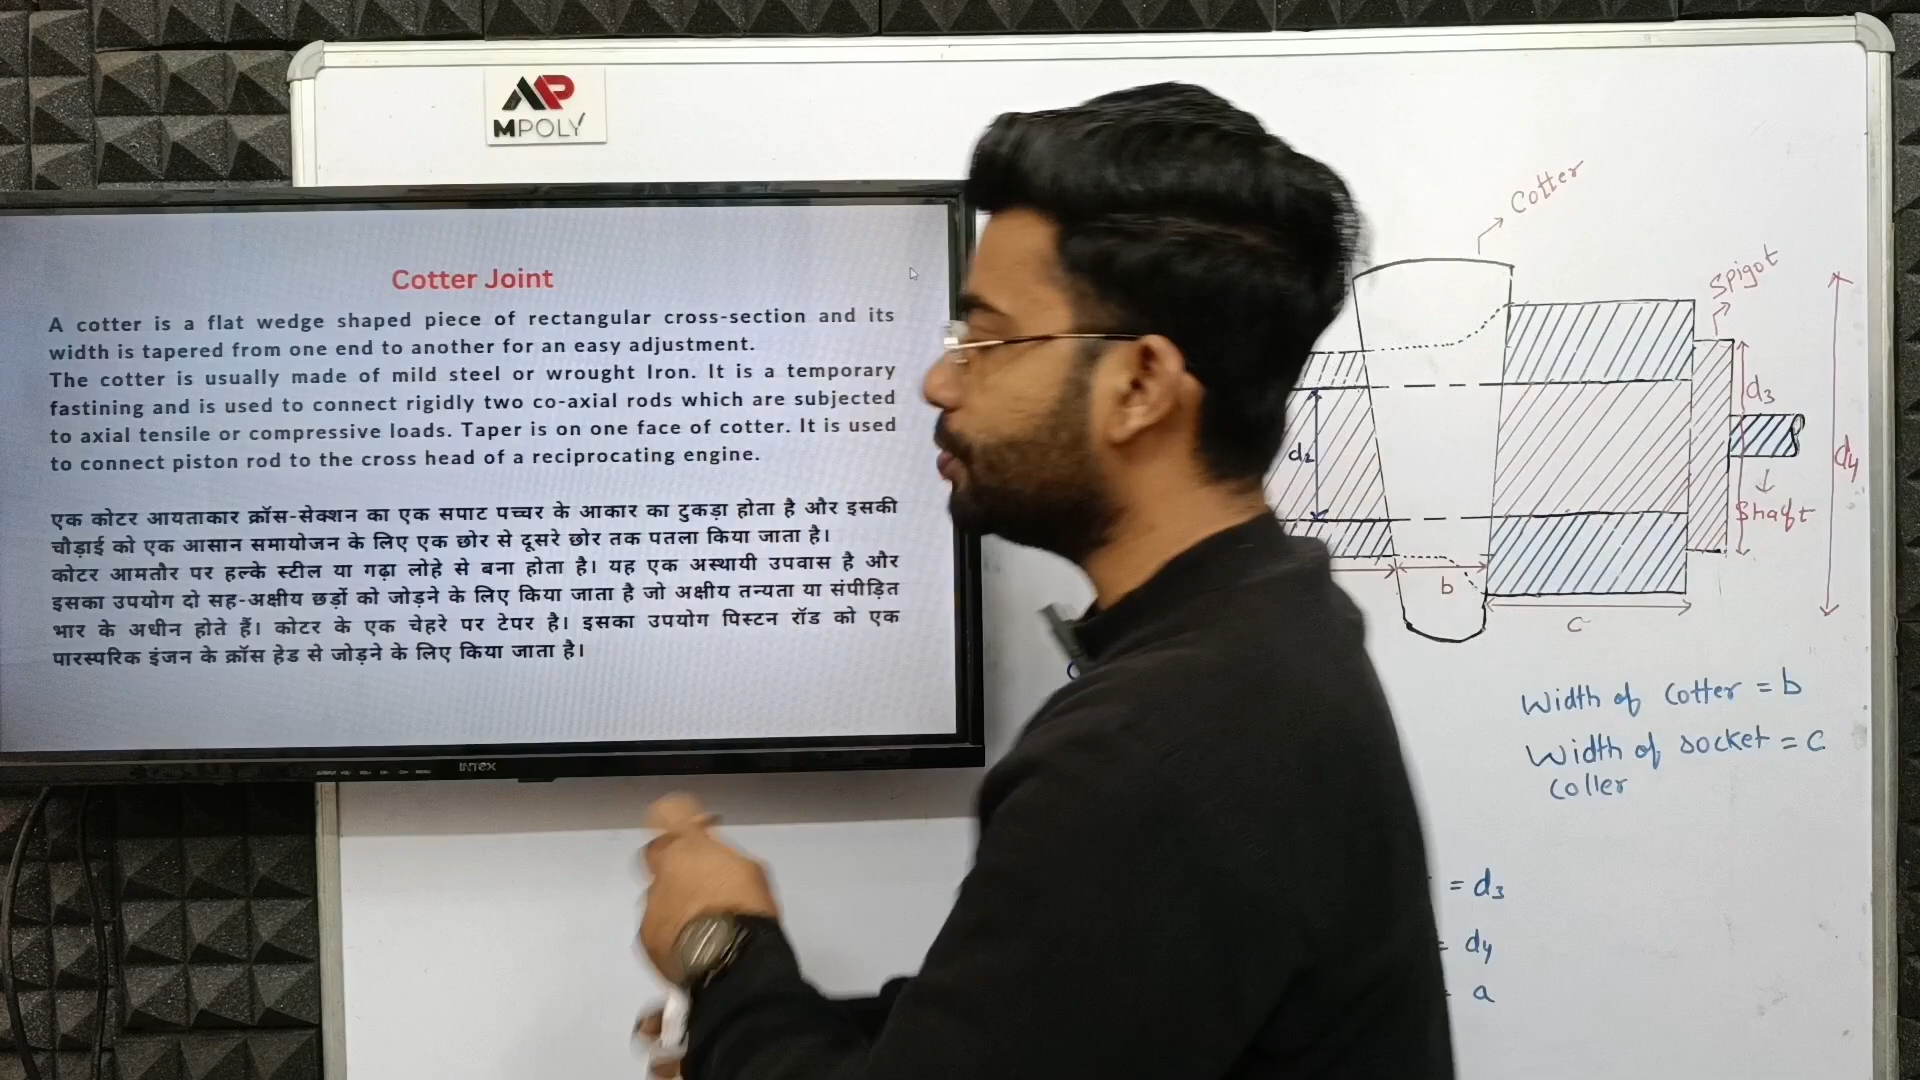 MPOLY
Cotter Joint
A cotter is a flat wedge shaped piece of rectangular cross-section and its
width is tapered from one end to another for an easy adjustment.
The cotter is usually made of mild steel or wrought Iron. It is a temporary
fastining and is used to connect rigidly two co-axial rods which are subjected
to axial tensile or compressive loads. Taper is on one face of cotter. It is used
to connect piston rod to the cross head of a reciprocating engine.
एक कोटर आयताकार क्रॉस-सेक्शन का एक सपाट पच्चर के आकार का टुकड़ा होता है और इसकी
चौड़ाई को एक आसान समायोजन के लिए एक छोर से दूसरे छोर तक पतला किया जाता है।
कोटर आमतौर पर हल्के स्टील या गढ़ा लोहे से बना होता है। यह एक अस्थायी उपवास है और
इसका उपयोग दो सह-अक्षीय छड़ों को जोड़ने के लिए किया जाता है जो अक्षीय तन्यता या संपीड़ित
भार के अधीन होते हैं। कोटर के एक चेहरे पर टेपर है। इसका उपयोग पिस्टन रॉड को एक
पारस्परिक इंजन के क्रॉस हेड से जोड़ने के लिए किया जाता है।
INTEX
Cotter
Spigot
d3
d2
d4
Shaft
b
c
Width of Cotter = b
Width of socket = c
Coller
= d3
= d4
a